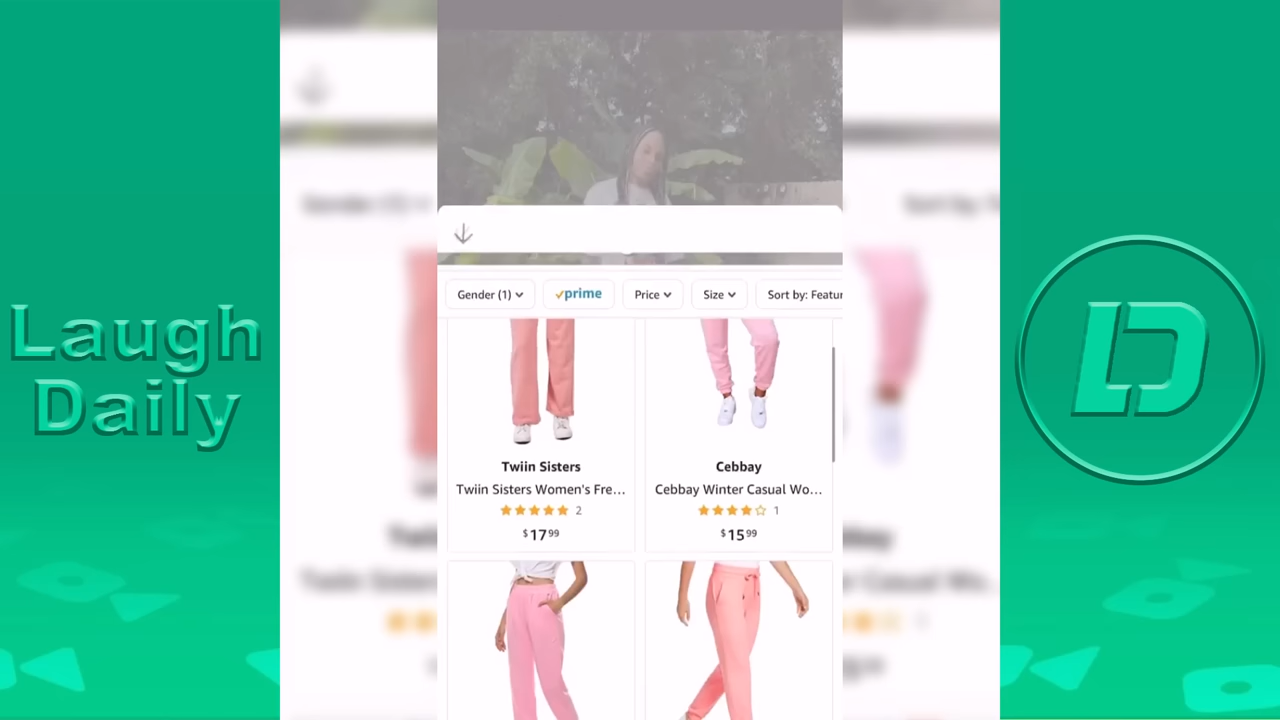 Laugh
Daily
LD
Gender (1)
prime
Price
Size
Sort by: Featur
Twiin Sisters
Twiin Sisters Women's Fre...
2
$17 99
Cebbay
Cebbay Winter Casual Wo...
1
$15 99